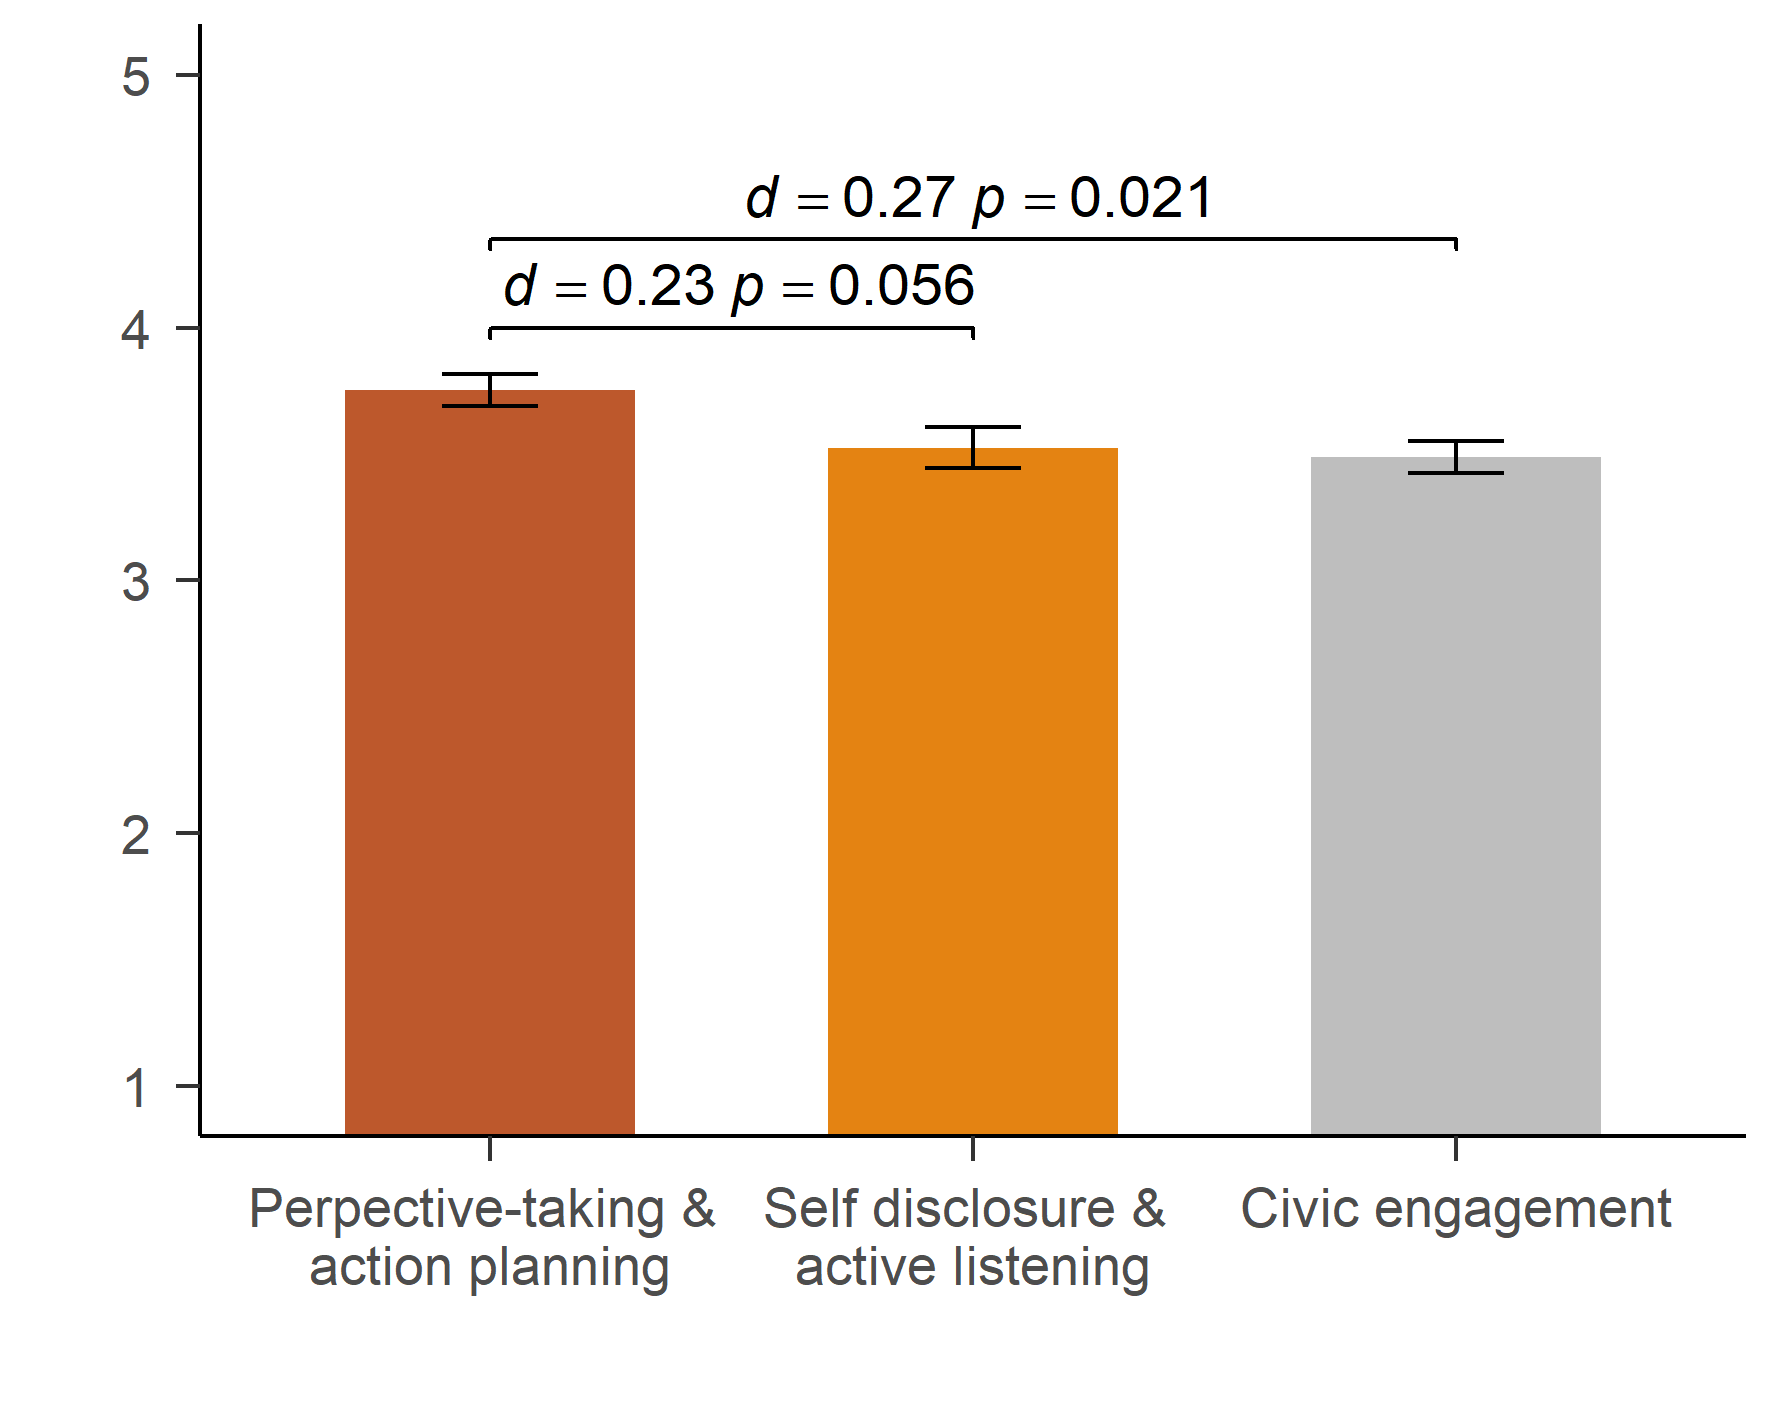 5
d = 0.27 p = 0.021
d = 0.23 p = 0.056
4
3
2
1
Perpective-taking &
action planning
Self disclosure &
active listening
Civic engagement